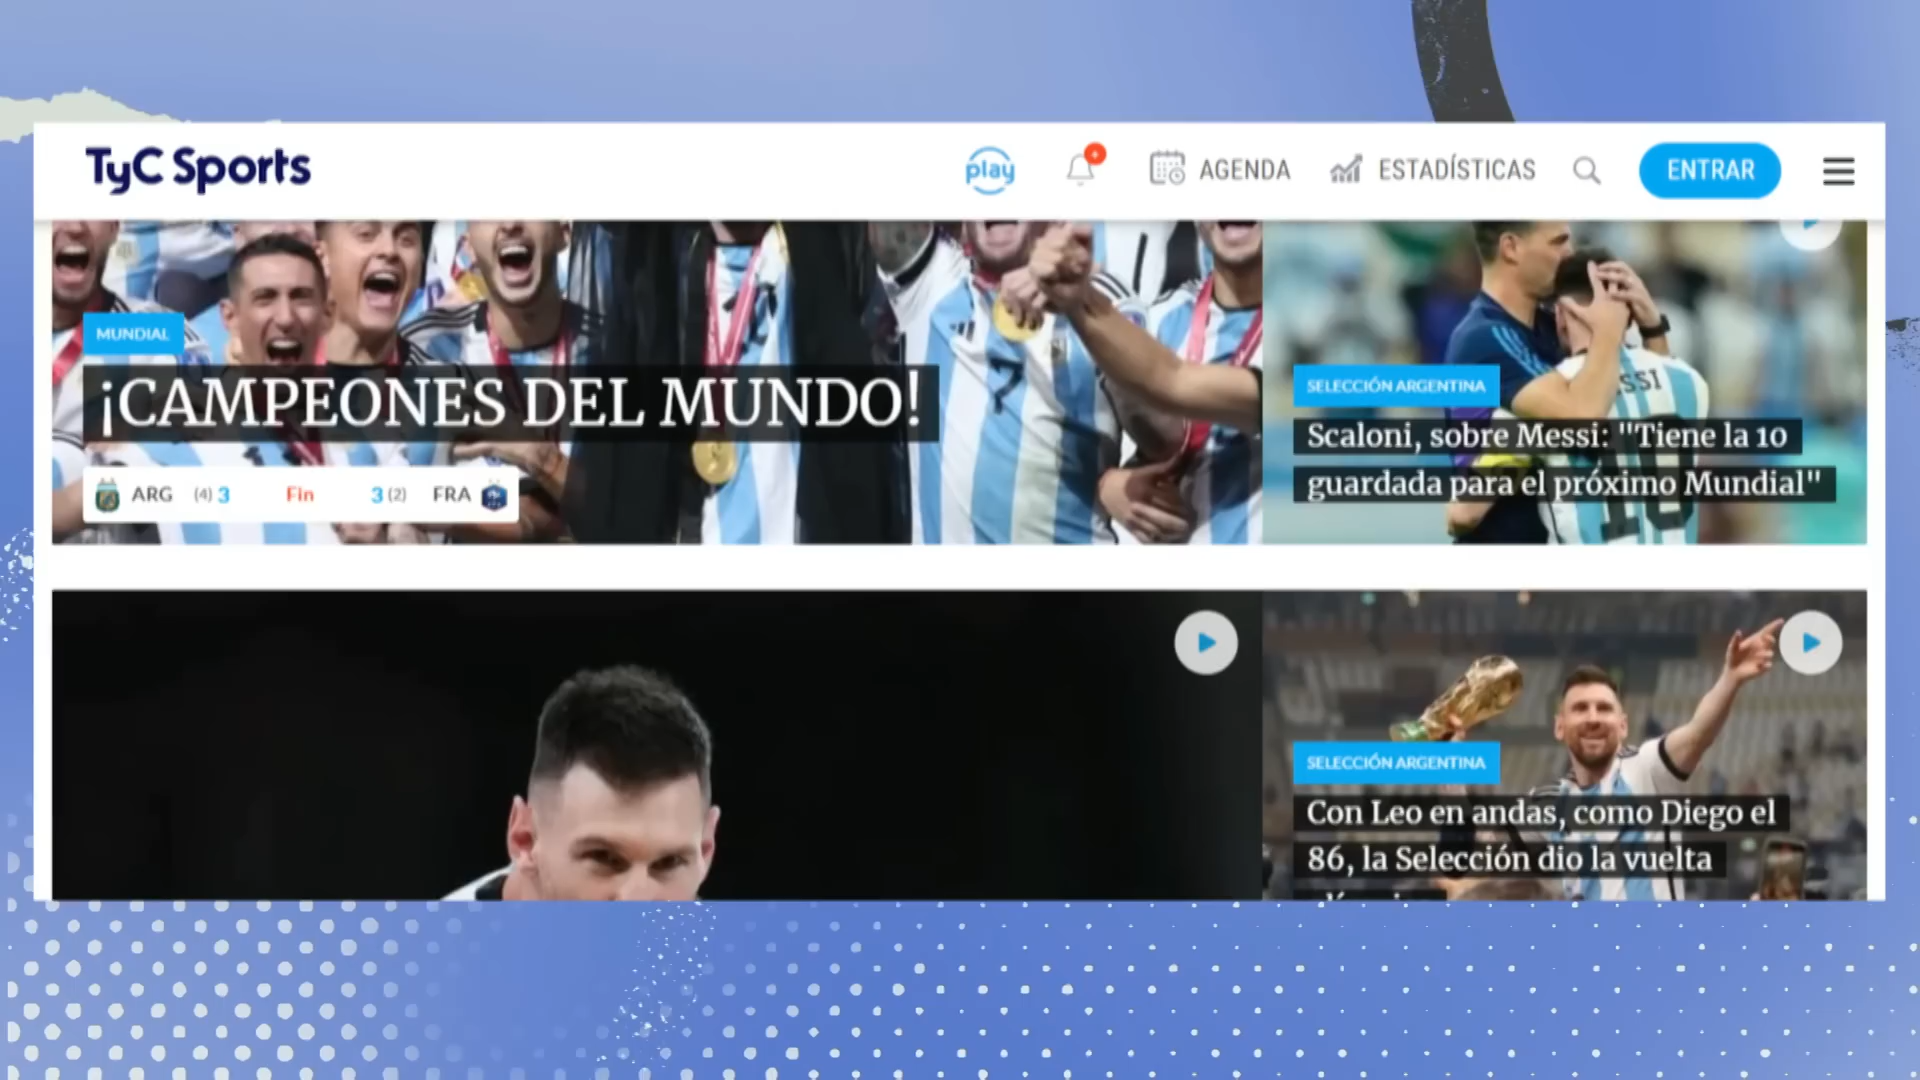 TyC Sports
play
AGENDA
ESTADÍSTICAS
ENTRAR
MUNDIAL
¡CAMPEONES DEL MUNDO!
ARG (4) 3 Fin 3 (2) FRA
7
SELECCIÓN ARGENTINA
Scaloni, sobre Messi: "Tiene la 10
guardada para el próximo Mundial"
10
SELECCIÓN ARGENTINA
Con Leo en andas, como Diego el
86, la Selección dio la vuelta